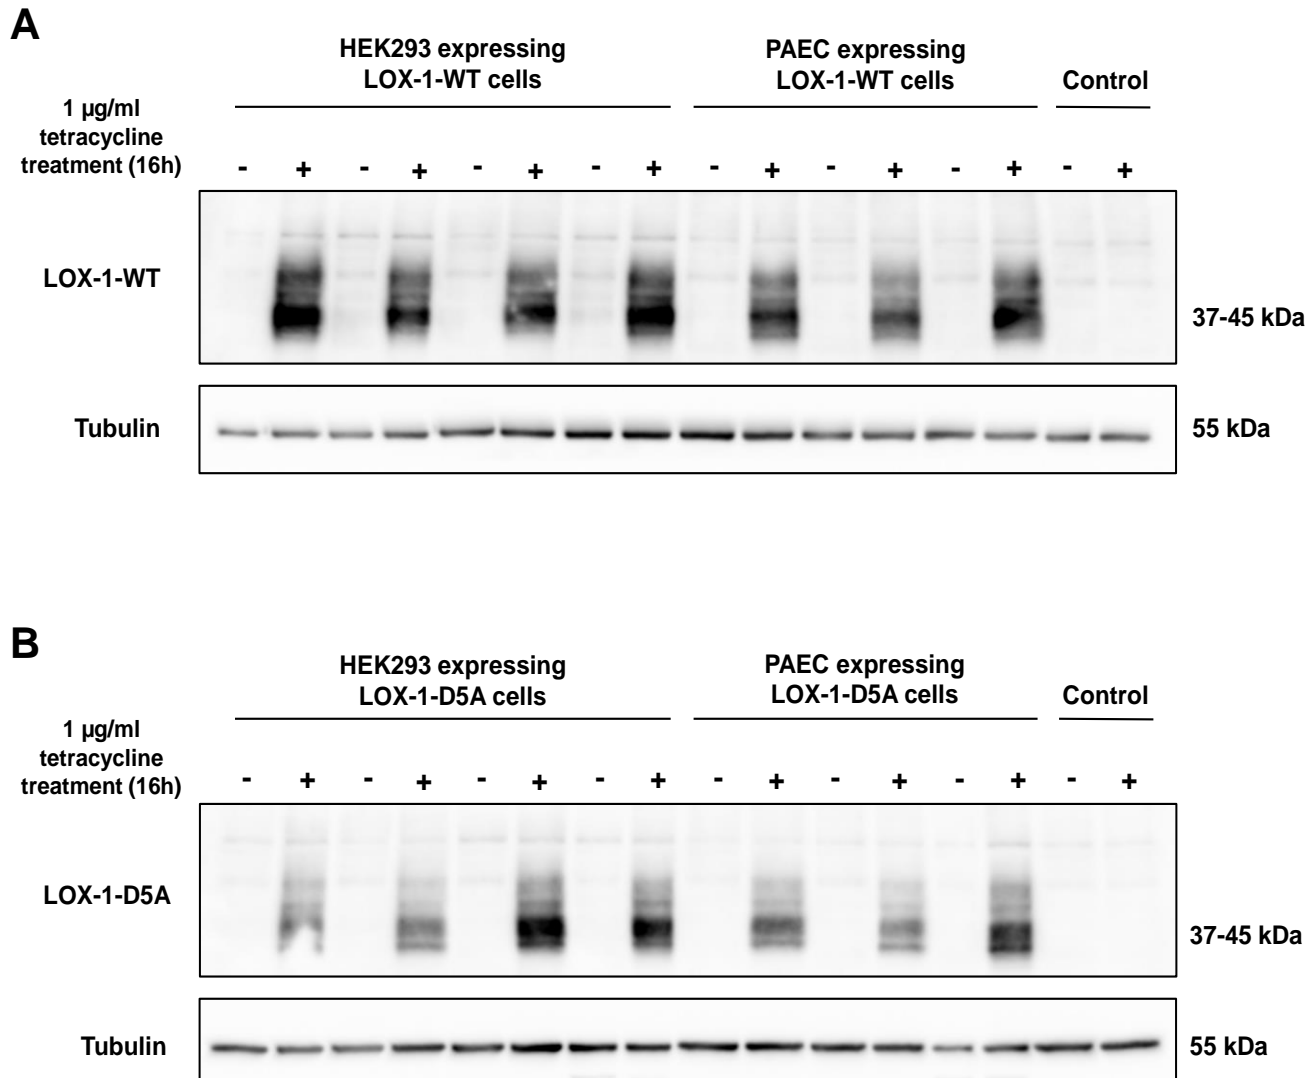 A
HEK293 expressing
LOX-1-WT cells
PAEC expressing
LOX-1-WT cells
Control
1 µg/ml
tetracycline
treatment (16h)
- + - + - + - + - + - + - + - +
LOX-1-WT
37-45 kDa
Tubulin
55 kDa
B
HEK293 expressing
LOX-1-D5A cells
PAEC expressing
LOX-1-D5A cells
Control
1 µg/ml
tetracycline
treatment (16h)
- + - + - + - + - + - + - + - +
LOX-1-D5A
37-45 kDa
Tubulin
55 kDa